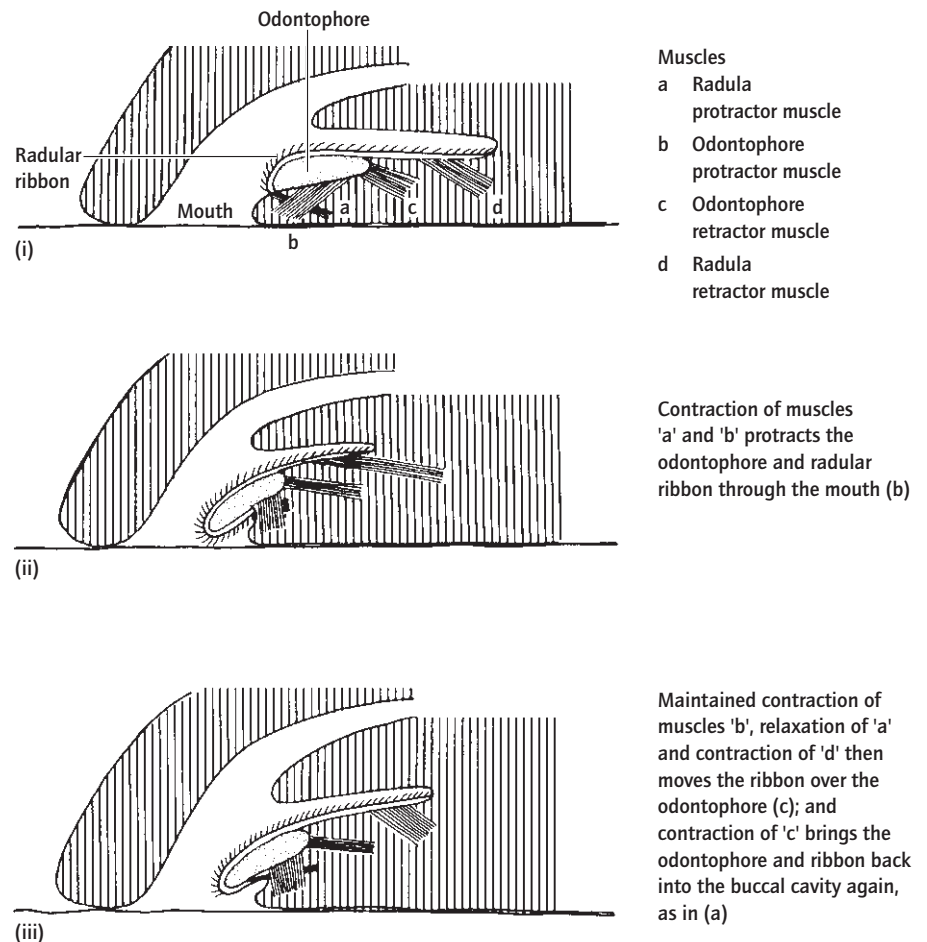 Odontophore
Radular
ribbon
Mouth
a
c
d
b
(i)
Muscles
a Radula
protractor muscle
b Odontophore
protractor muscle
c Odontophore
retractor muscle
d Radula
retractor muscle
(ii)
Contraction of muscles
'a' and 'b' protracts the
odontophore and radular
ribbon through the mouth (b)
(iii)
Maintained contraction of
muscles 'b', relaxation of 'a'
and contraction of 'd' then
moves the ribbon over the
odontophore (c); and
contraction of 'c' brings the
odontophore and ribbon back
into the buccal cavity again,
as in (a)